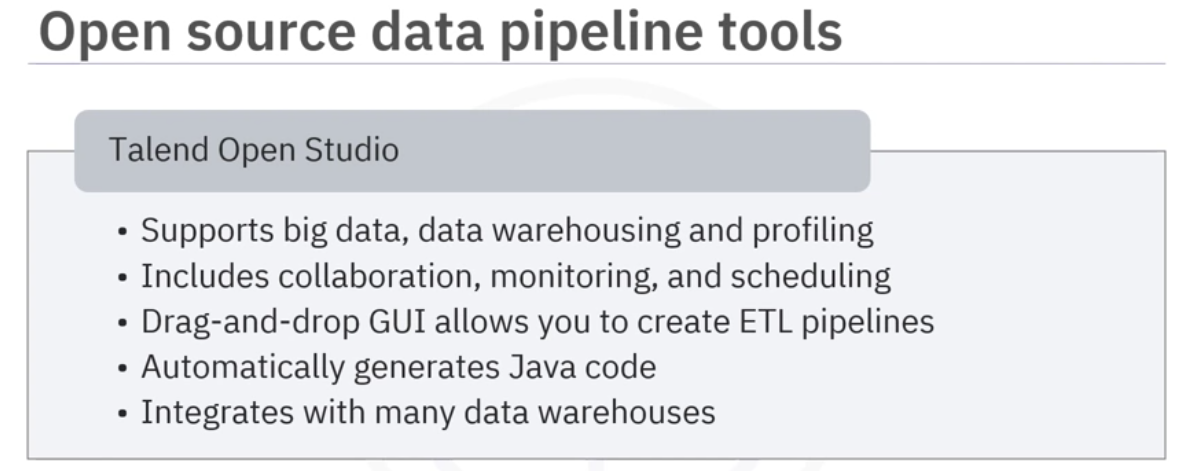 Open source data pipeline tools
Talend Open Studio
• Supports big data, data warehousing and profiling
• Includes collaboration, monitoring, and scheduling
• Drag-and-drop GUI allows you to create ETL pipelines
• Automatically generates Java code
• Integrates with many data warehouses